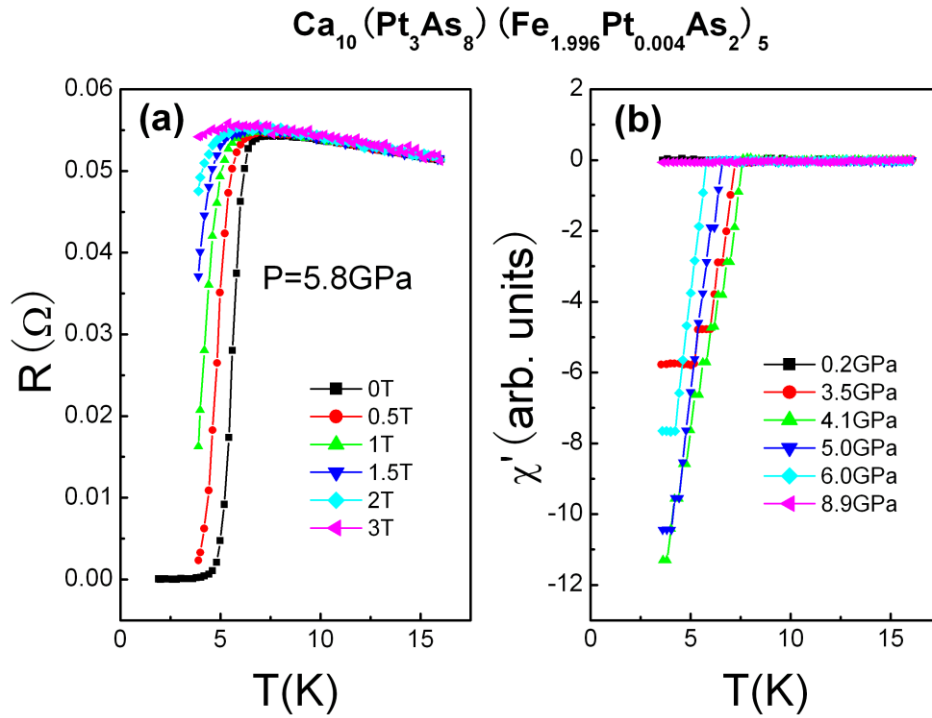 Ca₁₀(Pt₃As₈)(Fe₁.₉₉₆Pt₀.₀₀₄As₂)₅
(a)
0.06
0.05
0.04
0.03
0.02
0.01
0.00
R(Ω)
P=5.8GPa
0T
0.5T
1T
1.5T
2T
3T
0 5 10 15
T(K)
(b)
2
0
-2
-4
-6
-8
-10
-12
χ'(arb. units)
0.2GPa
3.5GPa
4.1GPa
5.0GPa
6.0GPa
8.9GPa
0 5 10 15
T(K)